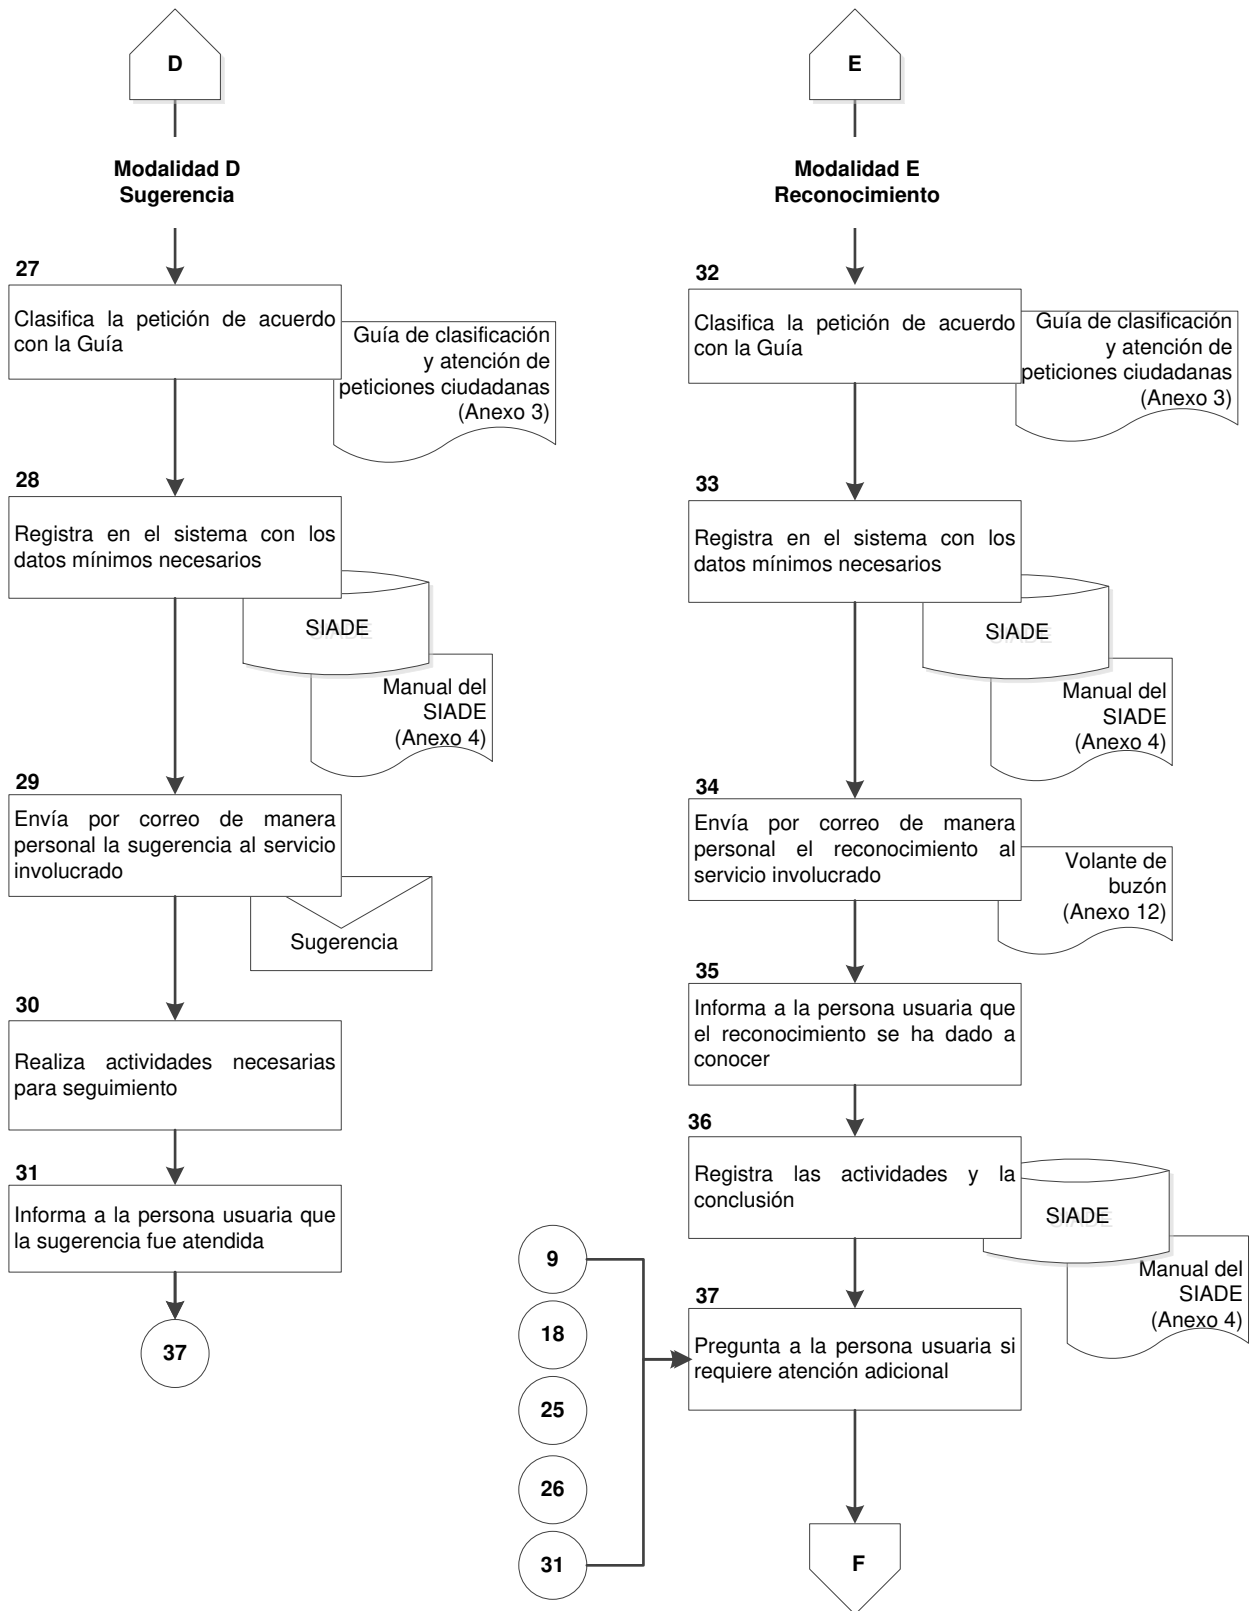 D
Modalidad D
Sugerencia
27
Clasifica la petición de acuerdo
con la Guía
Guía de clasificación
y atención de
peticiones ciudadanas
(Anexo 3)
28
Registra en el sistema con los
datos mínimos necesarios
SIADE
Manual del
SIADE
(Anexo 4)
29
Envía por correo de manera
personal la sugerencia al servicio
involucrado
Sugerencia
30
Realiza actividades necesarias
para seguimiento
31
Informa a la persona usuaria que
la sugerencia fue atendida
37
E
Modalidad E
Reconocimiento
32
Clasifica la petición de acuerdo
con la Guía
Guía de clasificación
y atención de
peticiones ciudadanas
(Anexo 3)
33
Registra en el sistema con los
datos mínimos necesarios
SIADE
Manual del
SIADE
(Anexo 4)
34
Envía por correo de manera
personal el reconocimiento al
servicio involucrado
Volante de
buzón
(Anexo 12)
35
Informa a la persona usuaria que
el reconocimiento se ha dado a
conocer
36
Registra las actividades y la
conclusión
SIADE
Manual del
SIADE
(Anexo 4)
9
18
25
26
31
37
Pregunta a la persona usuaria si
requiere atención adicional
F